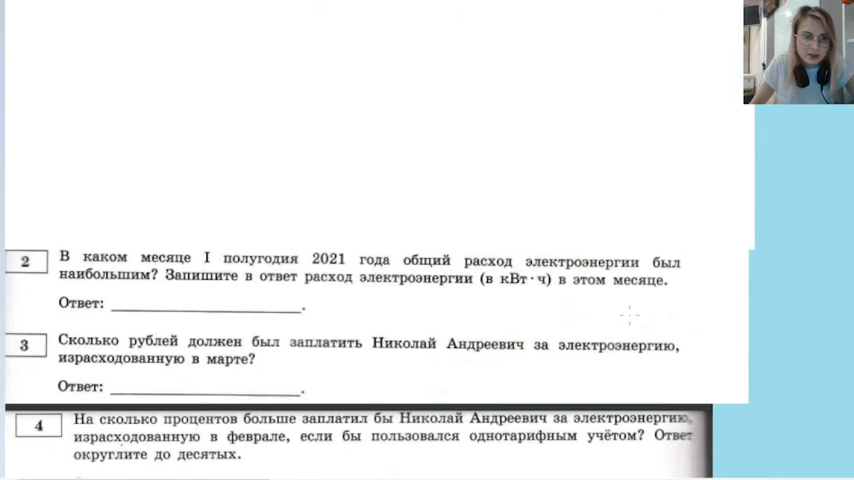 2
В каком месяце I полугодия 2021 года общий расход электроэнергии был
наибольшим? Запишите в ответ расход электроэнергии (в кВт·ч) в этом месяце.
Ответ: ____________________.
3
Сколько рублей должен был заплатить Николай Андреевич за электроэнергию,
израсходованную в марте?
Ответ: ____________________.
4
На сколько процентов больше заплатил бы Николай Андреевич за электроэнергию,
израсходованную в феврале, если бы пользовался однотарифным учётом? Ответ
округлите до десятых.